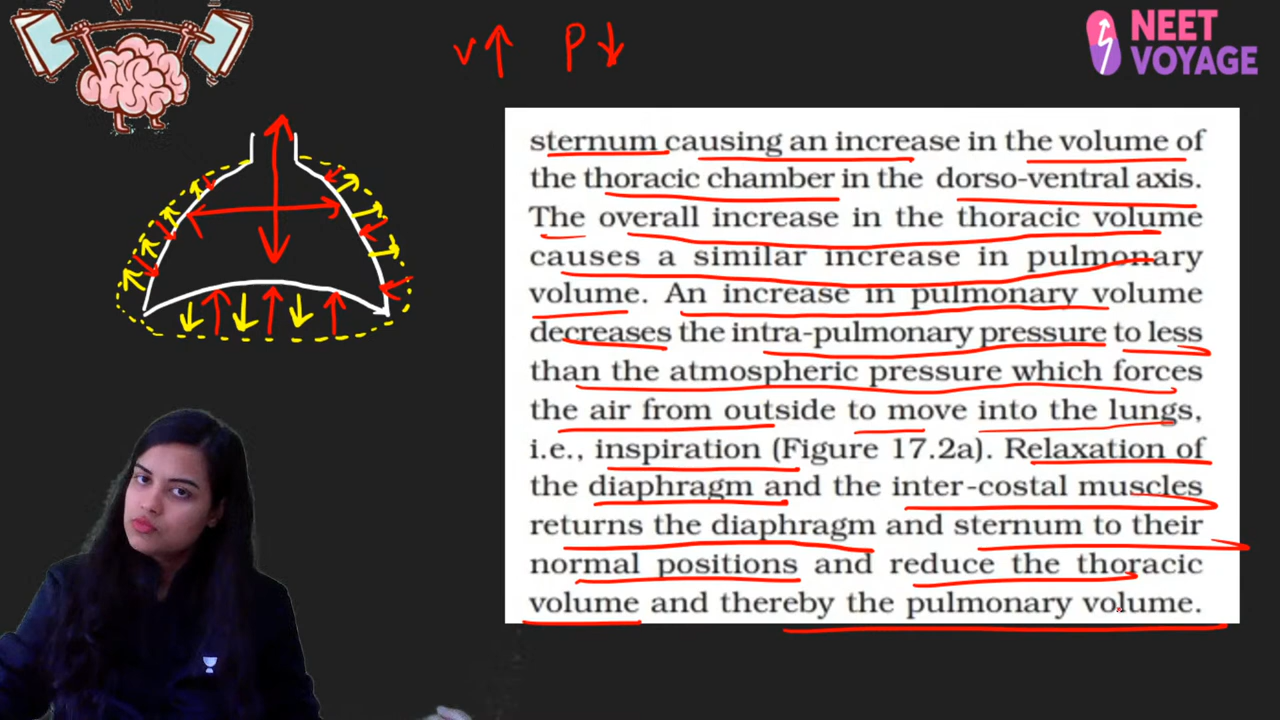 V↑ P↓
NEET
VOYAGE
sternum causing an increase in the volume of
the thoracic chamber in the dorso-ventral axis.
The overall increase in the thoracic volume
causes a similar increase in pulmonary
volume. An increase in pulmonary volume
decreases the intra-pulmonary pressure to less
than the atmospheric pressure which forces
the air from outside to move into the lungs,
i.e., inspiration (Figure 17.2a). Relaxation of
the diaphragm and the inter-costal muscles
returns the diaphragm and sternum to their
normal positions and reduce the thoracic
volume and thereby the pulmonary volume.